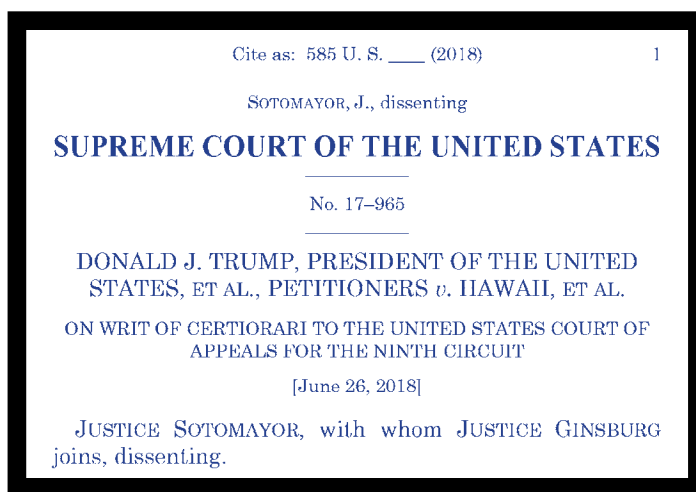 Cite as: 585 U. S. ____ (2018) 1
SOTOMAYOR, J., dissenting
SUPREME COURT OF THE UNITED STATES
No. 17–965
DONALD J. TRUMP, PRESIDENT OF THE UNITED
STATES, ET AL., PETITIONERS v. HAWAII, ET AL.
ON WRIT OF CERTIORARI TO THE UNITED STATES COURT OF
APPEALS FOR THE NINTH CIRCUIT
[June 26, 2018]
JUSTICE SOTOMAYOR, with whom JUSTICE GINSBURG
joins, dissenting.